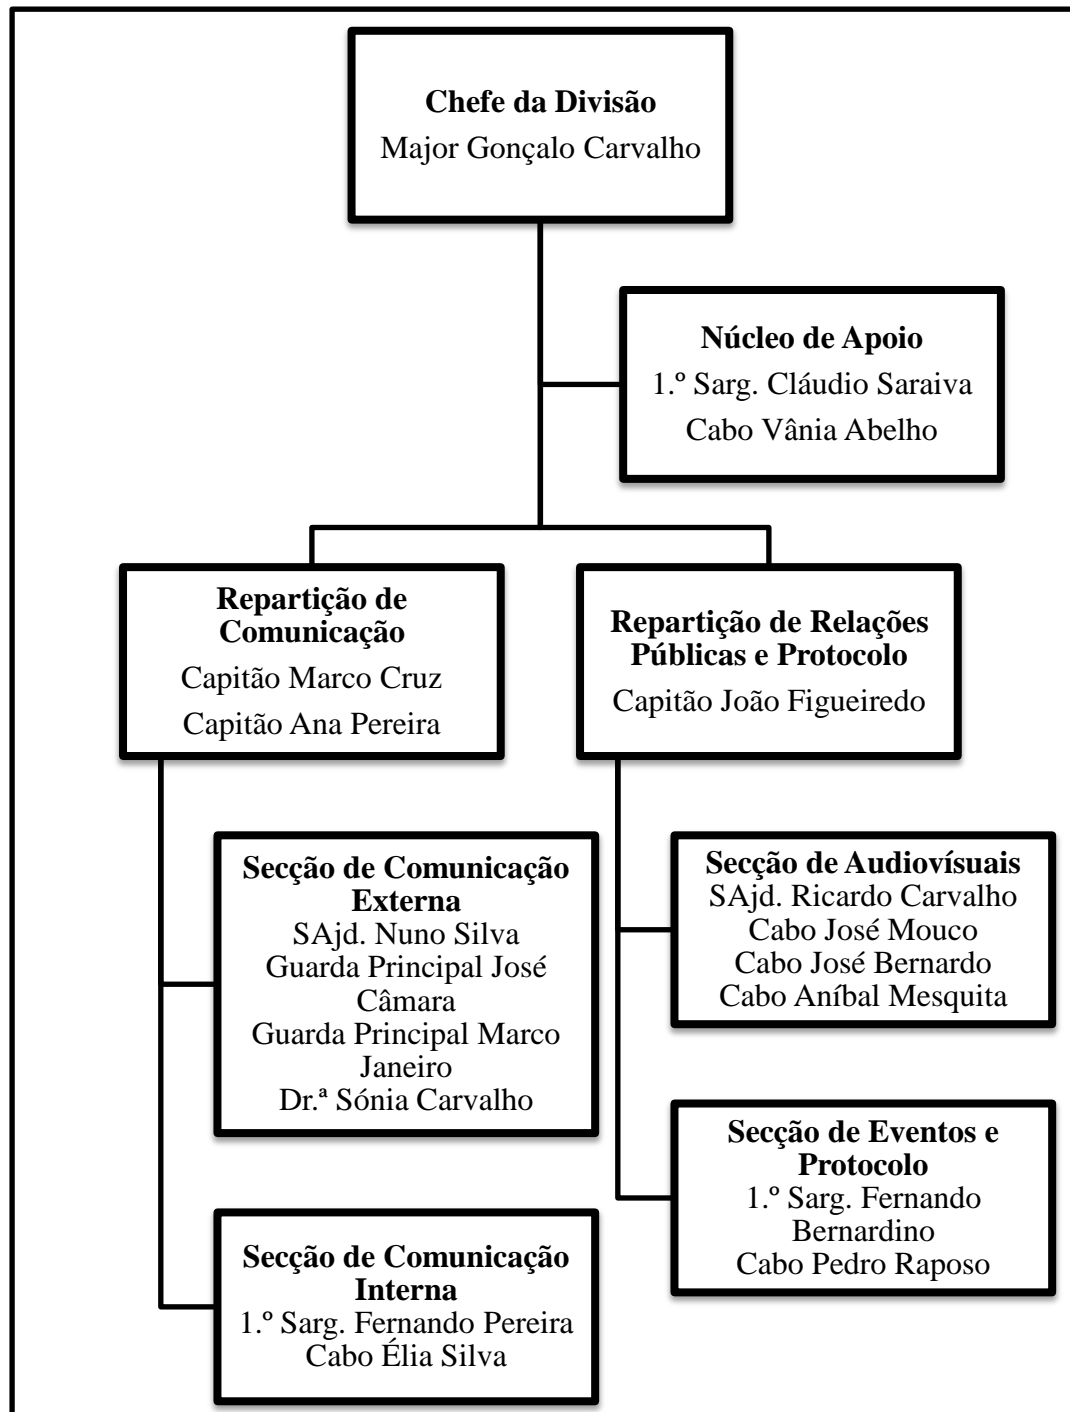 Chefe da Divisão
Major Gonçalo Carvalho
Núcleo de Apoio
1.º Sarg. Cláudio Saraiva
Cabo Vânia Abelho
Repartição de
Comunicação
Capitão Marco Cruz
Capitão Ana Pereira
Repartição de Relações
Públicas e Protocolo
Capitão João Figueiredo
Secção de Comunicação
Externa
SAjd. Nuno Silva
Guarda Principal José
Câmara
Guarda Principal Marco
Janeiro
Dr.ª Sónia Carvalho
Secção de Audiovísuais
SAjd. Ricardo Carvalho
Cabo José Mouco
Cabo José Bernardo
Cabo Aníbal Mesquita
Secção de Comunicação
Interna
1.º Sarg. Fernando Pereira
Cabo Élia Silva
Secção de Eventos e
Protocolo
1.º Sarg. Fernando
Bernardino
Cabo Pedro Raposo